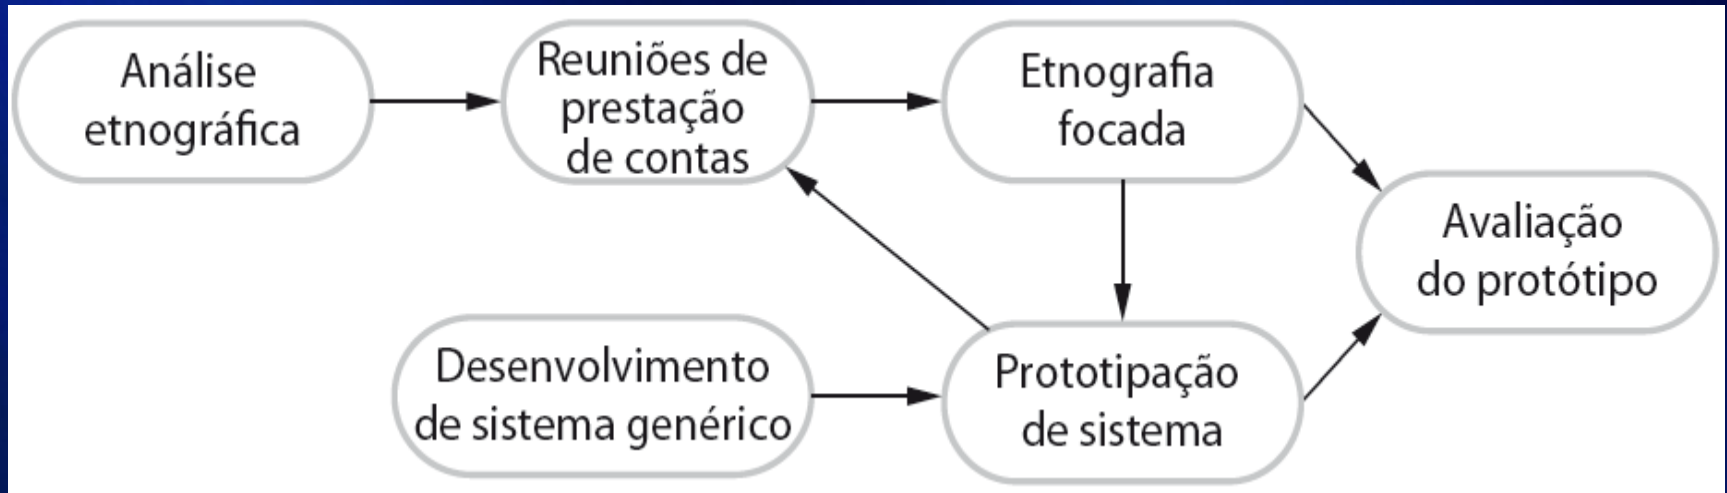 Análise
etnográfica
Reuniões de
prestação
de contas
Etnografia
focada
Avaliação
do protótipo
Desenvolvimento
de sistema genérico
Prototipação
de sistema